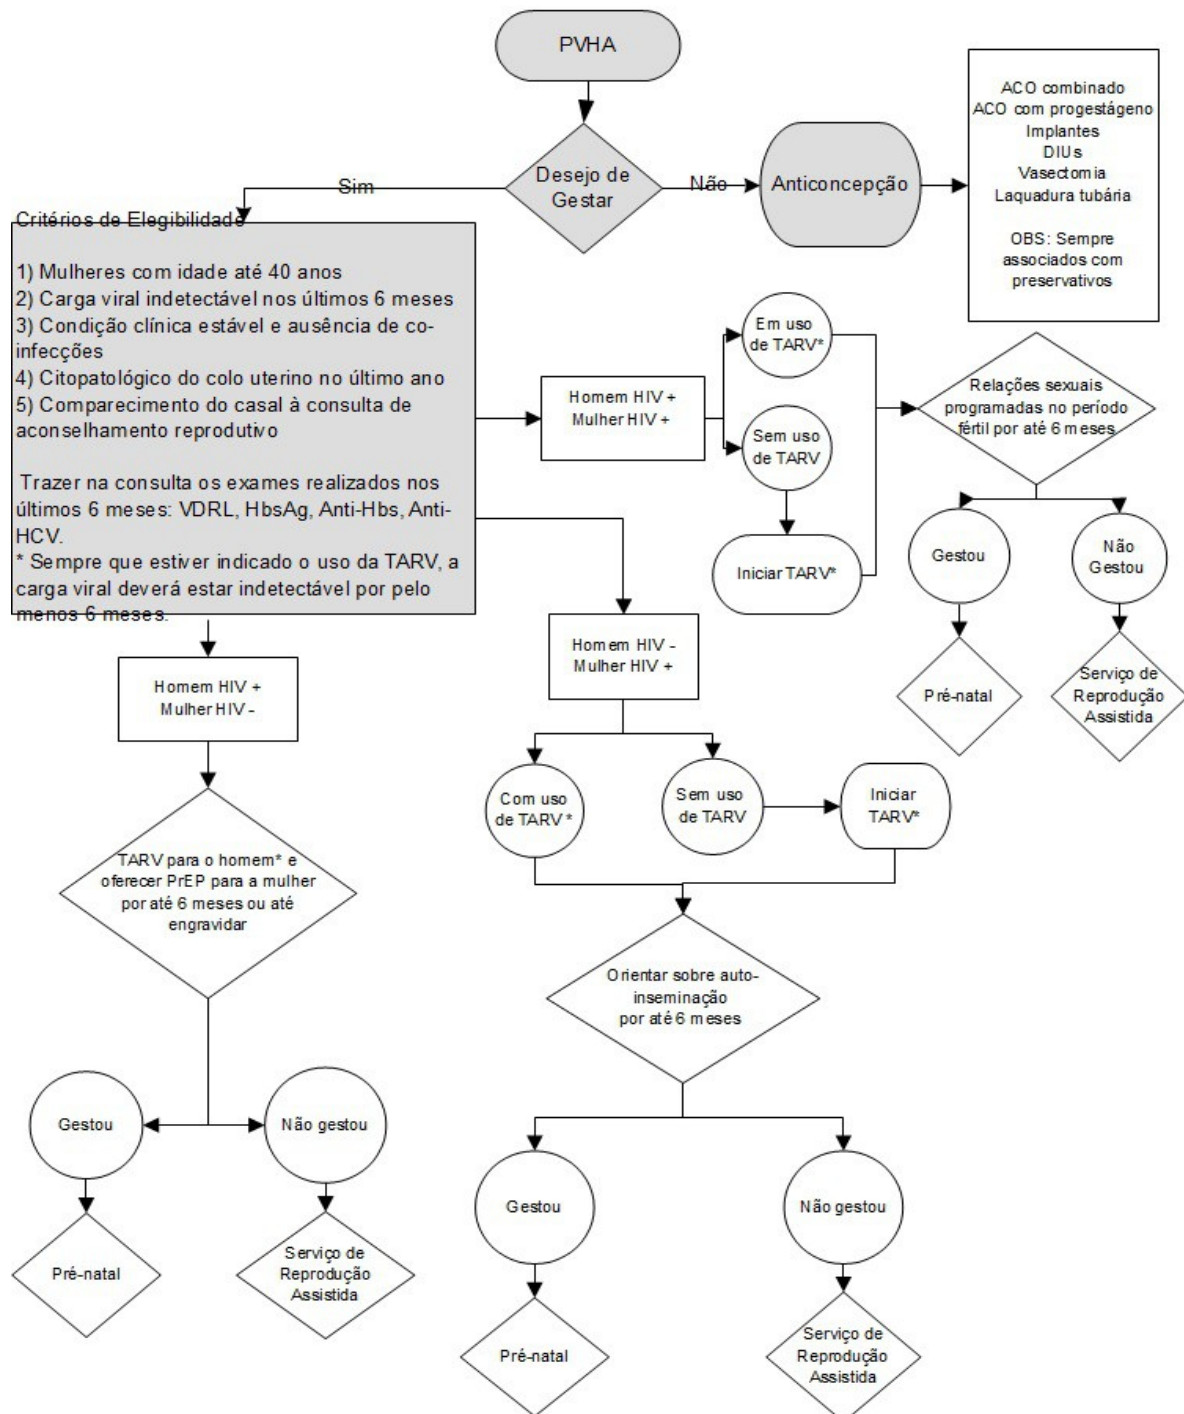 PVHA
Desejo de
Gestar
Sim
Não
Anticoncepção
ACO combinado
ACO com progestágeno
Implantes
DIUs
Vasectomia
Laquadura tubária
OBS: Sempre
associados com
preservativos
Critérios de Elegibilidade
1) Mulheres com idade até 40 anos
2) Carga viral indetectável nos últimos 6 meses
3) Condição clínica estável e ausência de co-
infecções
4) Citopatológico do colo uterino no último ano
5) Comparecimento do casal à consulta de
aconselhamento reprodutivo
Trazer na consulta os exames realizados nos
últimos 6 meses: VDRL, HbsAg, Anti-Hbs, Anti-
HCV.
* Sempre que estiver indicado o uso da TARV, a
carga viral deverá estar indetectável por pelo
menos 6 meses.
Homem HIV +
Mulher HIV +
Em uso
de TARV*
Sem uso
de TARV
Iniciar TARV*
Relações sexuais
programadas no período
fértil por até 6 meses
Gestou
Não
Gestou
Pré-natal
Serviço de
Reprodução
Assistida
Homem HIV -
Mulher HIV +
Com uso
de TARV *
Sem uso
de TARV
Iniciar
TARV*
Orientar sobre auto-
inseminação
por até 6 meses
Gestou
Não gestou
Pré-natal
Serviço de
Reprodução
Assistida
Homem HIV +
Mulher HIV -
TARV para o homem* e
oferecer PrEP para a mulher
por até 6 meses ou até
engravidar
Gestou
Não gestou
Pré-natal
Serviço de
Reprodução
Assistida